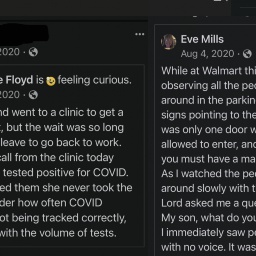 2020 ·
e Floyd is feeling curious.
2020 ·
nd went to a clinic to get a
, but the wait was so long
leave to go back to work.
call from the clinic today
tested positive for COVID.
ed them she never took the
der how often COVID
ot being tracked correctly,
with the volume of tests.
Eve Mills
Aug 4, 2020 ·
While at Walmart thi
observing all the peo
around in the parkin
signs pointing to the
was only one door w
allowed to enter, and
you must have a ma
As I watched the peo
around slowly with t
Lord asked me a que
My son, what do you
I immediately saw pe
with no voice. It was